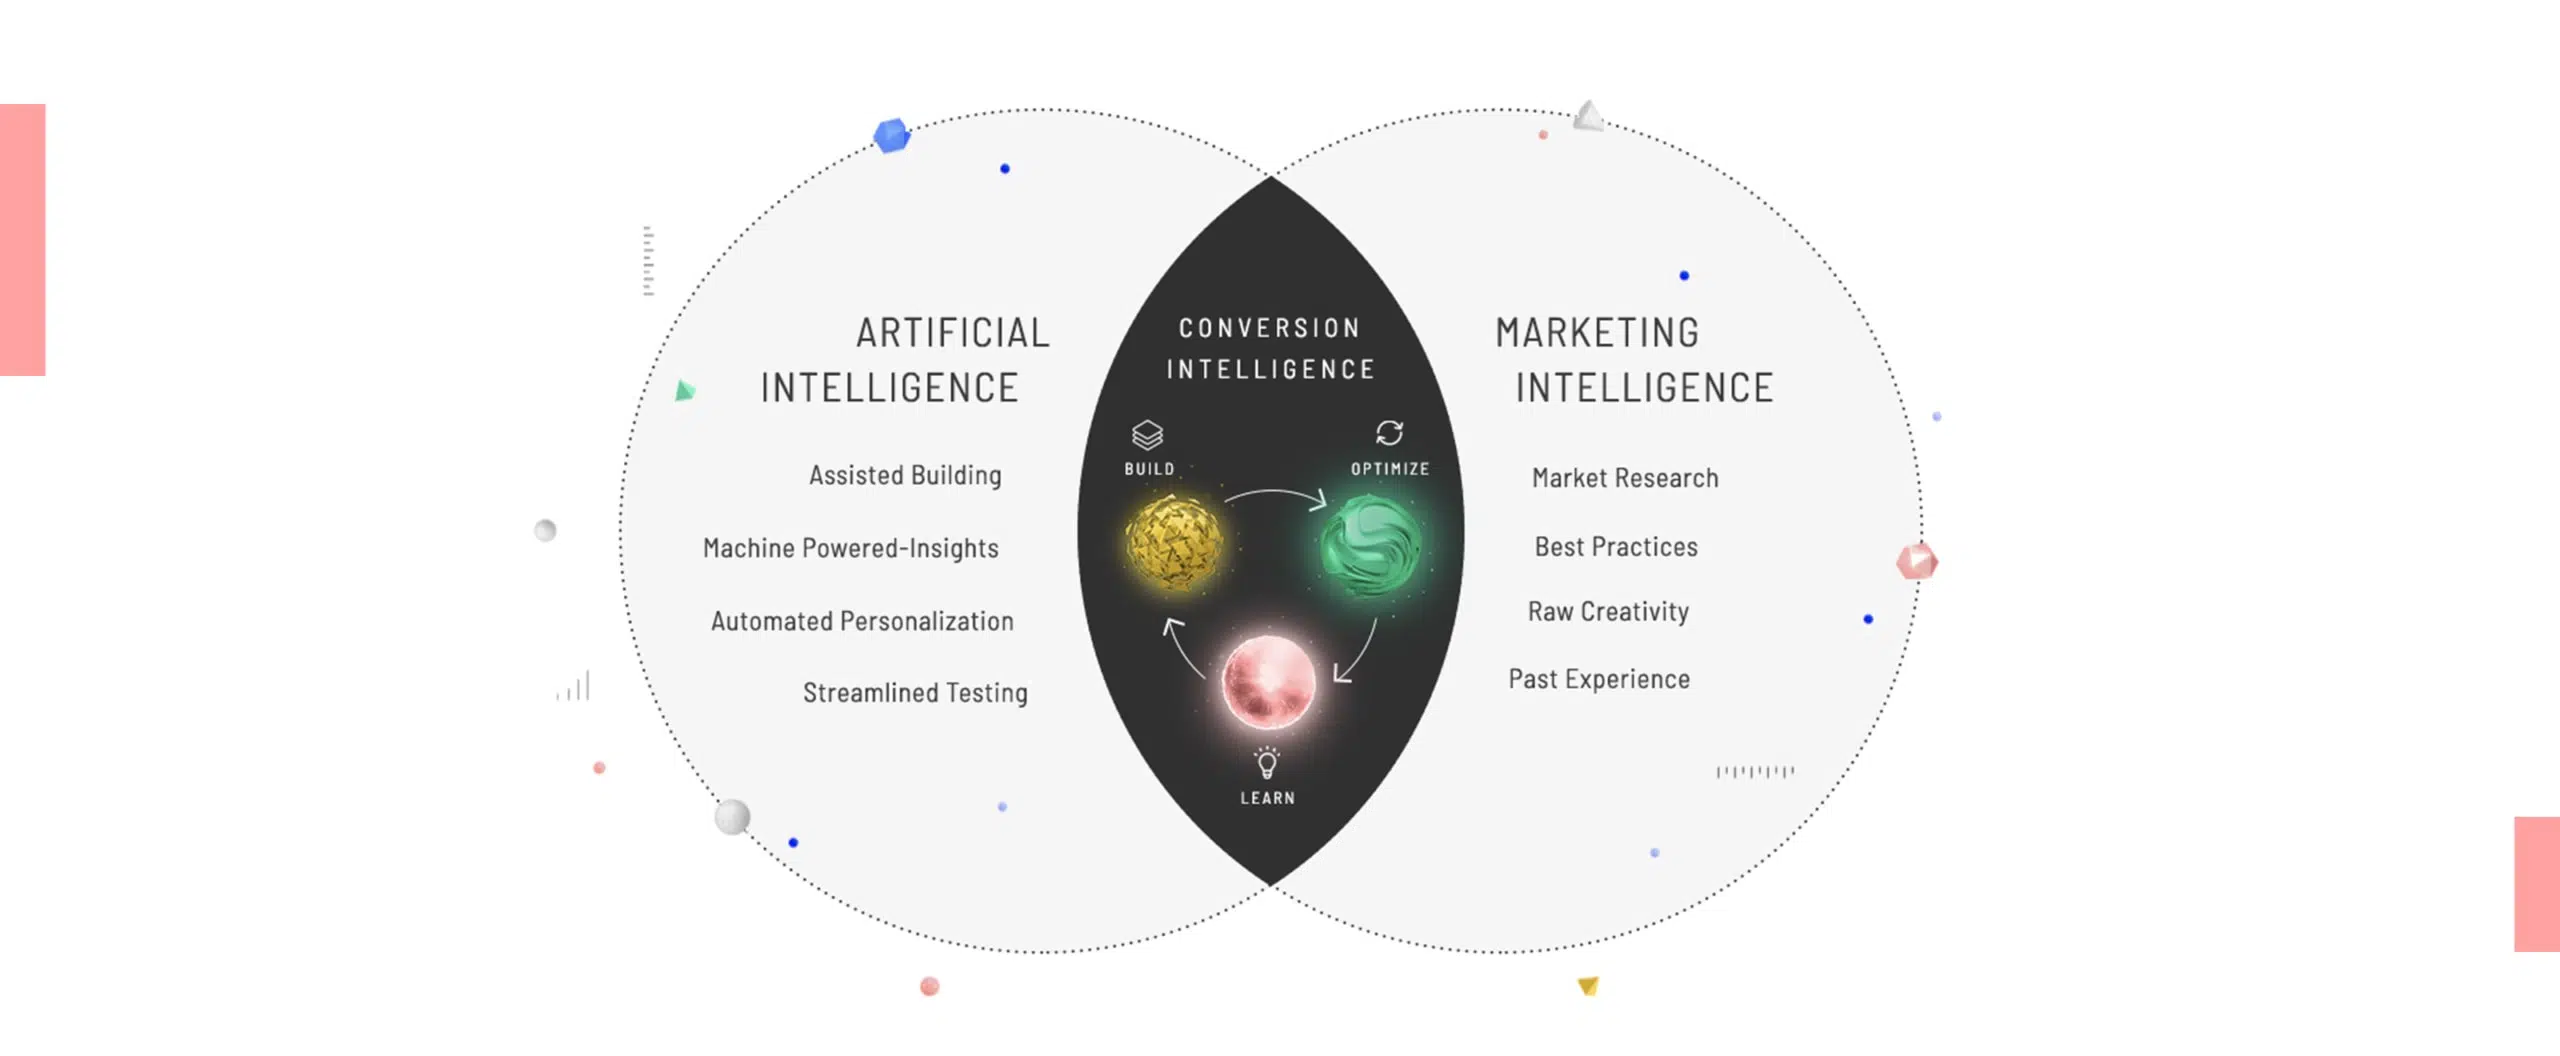 ARTIFICIAL
INTELLIGENCE
Assisted Building
Machine Powered-Insights
Automated Personalization
Streamlined Testing
CONVERSION
INTELLIGENCE
BUILD
OPTIMIZE
LEARN
MARKETING
INTELLIGENCE
Market Research
Best Practices
Raw Creativity
Past Experience